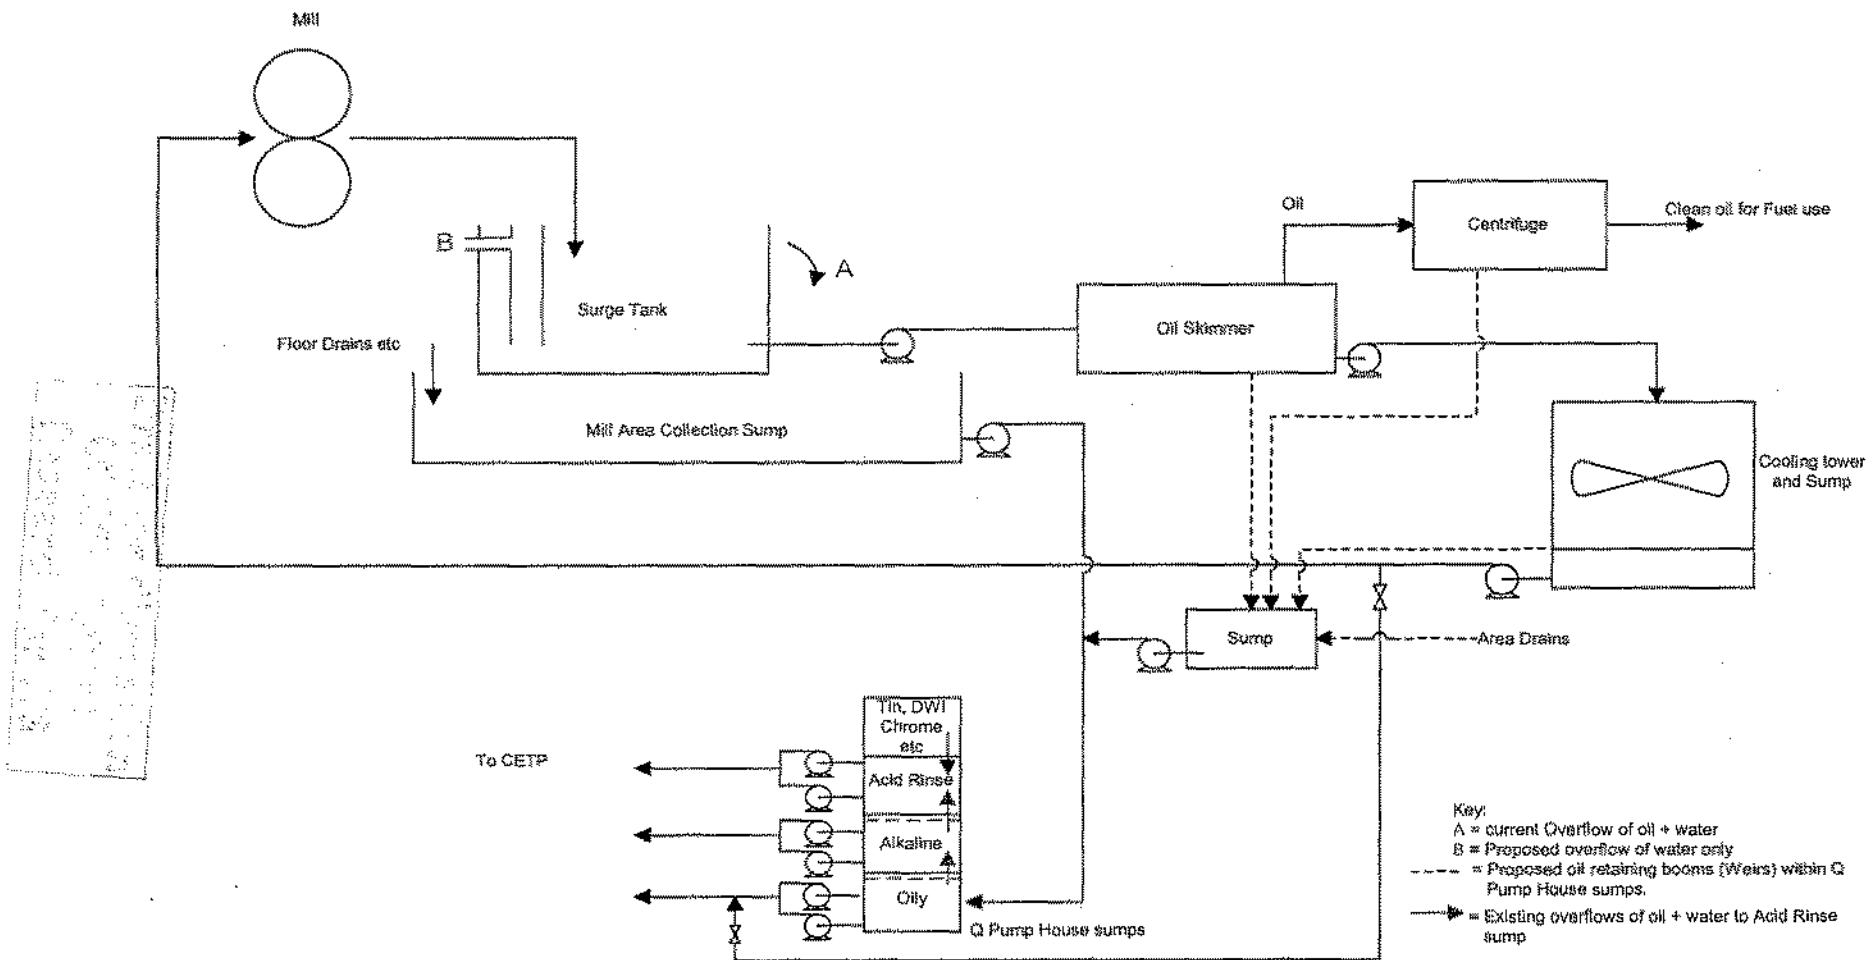 Mill
Oil
Centrifuge
Clean oil for Fuel use
B
A
Surge Tank
Floor Drains etc
Oil Skimmer
Mill Area Collection Sump
Cooling tower
and Sump
Sump
Area Drains
Tin, DWI
Chrome
etc
To CETP
Acid Rinse
Alkaline
Oily
Q Pump House sumps
Key:
A = current Overflow of oil + water
B = Proposed overflow of water only
= Proposed oil retaining booms (Weirs) within Q
Pump House sumps.
= Existing overflows of oil + water to Acid Rinse
sump